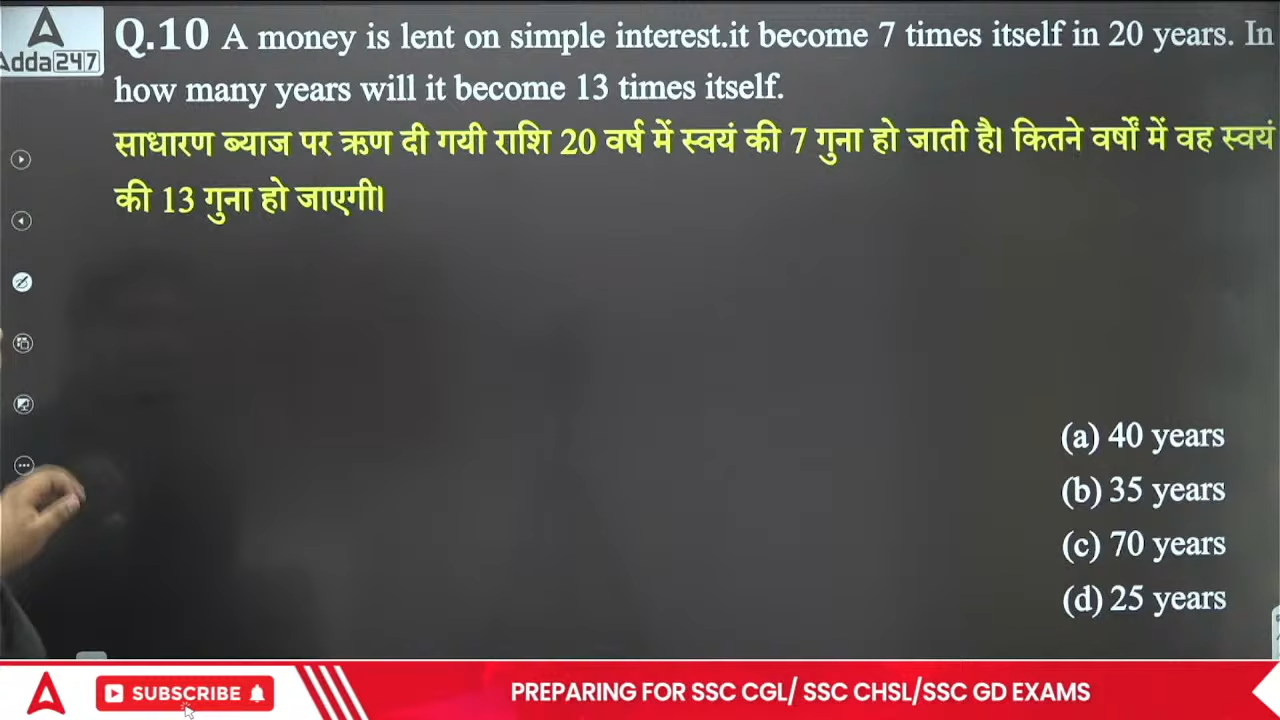 Adda247
Q.10 A money is lent on simple interest.it become 7 times itself in 20 years. In
how many years will it become 13 times itself.
साधारण ब्याज पर ऋण दी गयी राशि 20 वर्ष में स्वयं की 7 गुना हो जाती है। कितने वर्षों में वह स्वयं
की 13 गुना हो जाएगी।
(a) 40 years
(b) 35 years
(c) 70 years
(d) 25 years
SUBSCRIBE
PREPARING FOR SSC CGL/ SSC CHSL/SSC GD EXAMS